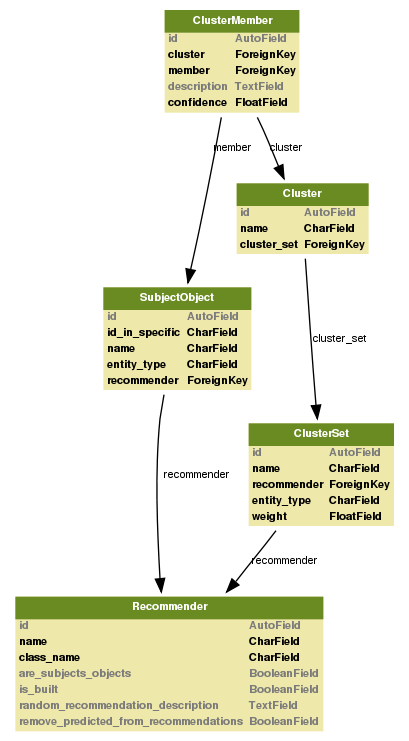 ClusterMember
id AutoField
cluster ForeignKey
member ForeignKey
description TextField
confidence FloatField
member
cluster
Cluster
id AutoField
name CharField
cluster_set ForeignKey
SubjectObject
id AutoField
id_in_specific CharField
name CharField
entity_type CharField
recommender ForeignKey
cluster_set
ClusterSet
id AutoField
name CharField
recommender ForeignKey
entity_type CharField
weight FloatField
recommender
recommender
Recommender
id AutoField
name CharField
class_name CharField
are_subjects_objects BooleanField
is_built BooleanField
random_recommendation_description TextField
remove_predicted_from_recommendations BooleanField